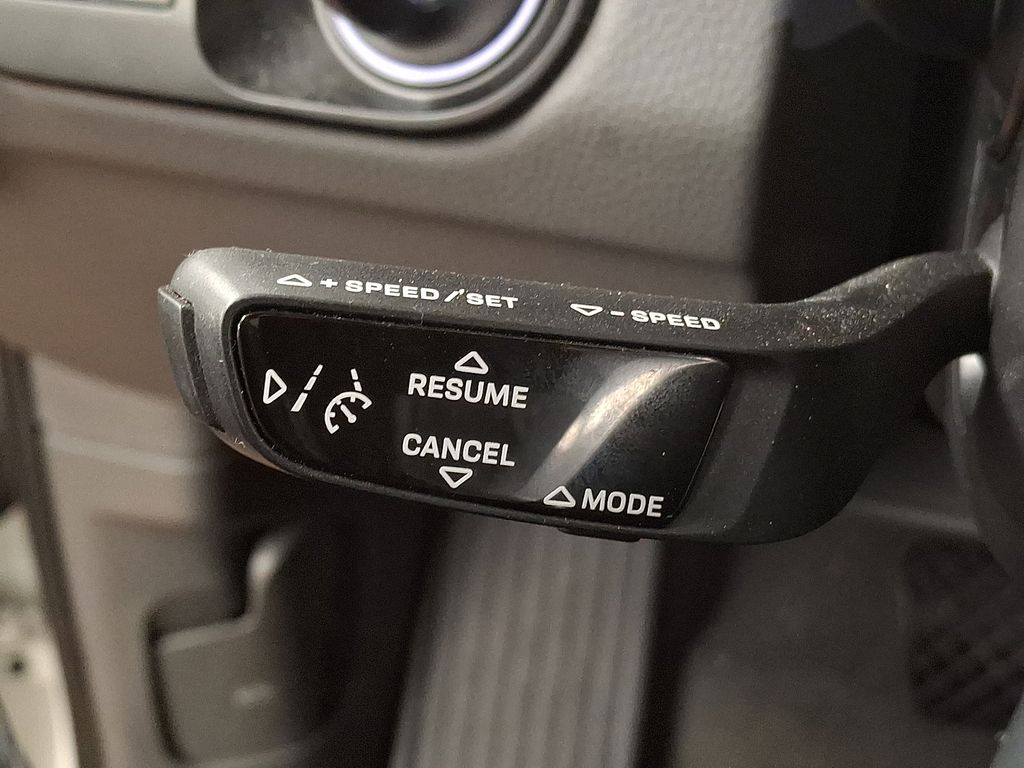 + SPEED / SET
- SPEED
RESUME
CANCEL
MODE